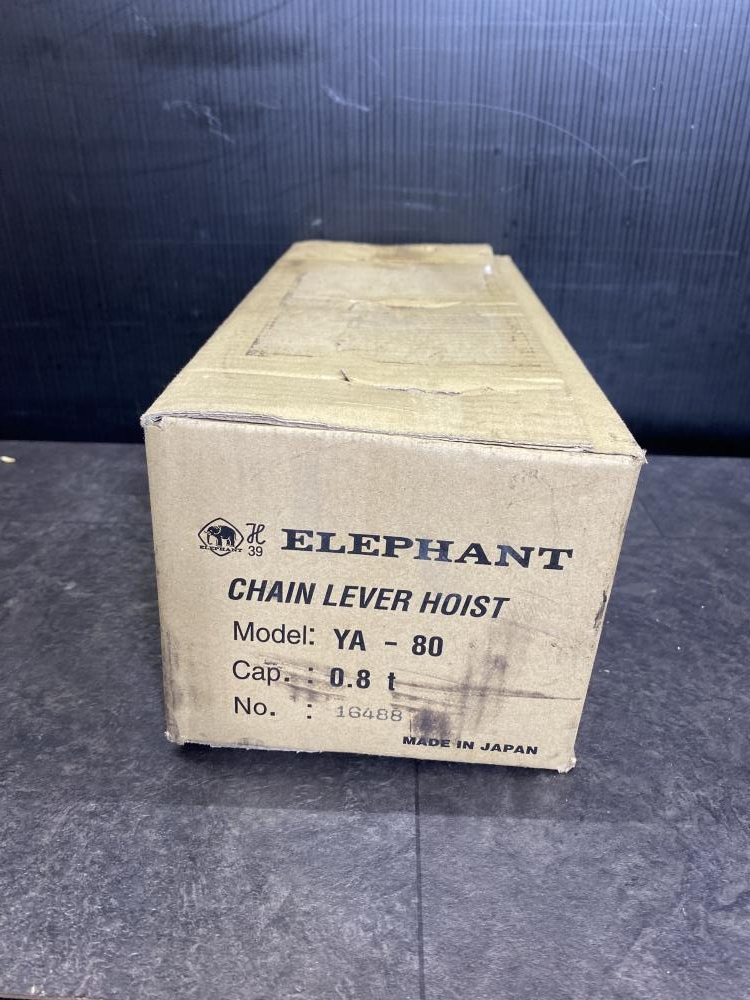 ELEPHANT
H
39
ELEPHANT
CHAIN LEVER HOIST
Model: YA - 80
Cap. : 0.8 t
No. : 16488
MADE IN JAPAN